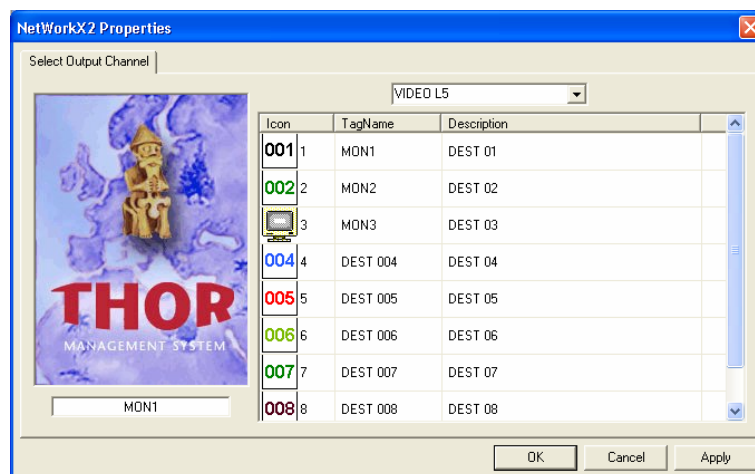 NetWorkX2 Properties
Select Output Channel
VIDEO L5
Icon TagName Description
001 1 MON1 DEST 01
002 2 MON2 DEST 02
3 MON3 DEST 03
004 4 DEST 004 DEST 04
005 5 DEST 005 DEST 05
006 6 DEST 006 DEST 06
007 7 DEST 007 DEST 07
008 8 DEST 008 DEST 08
THOR
MANAGEMENT SYSTEM
MON1
OK Cancel Apply